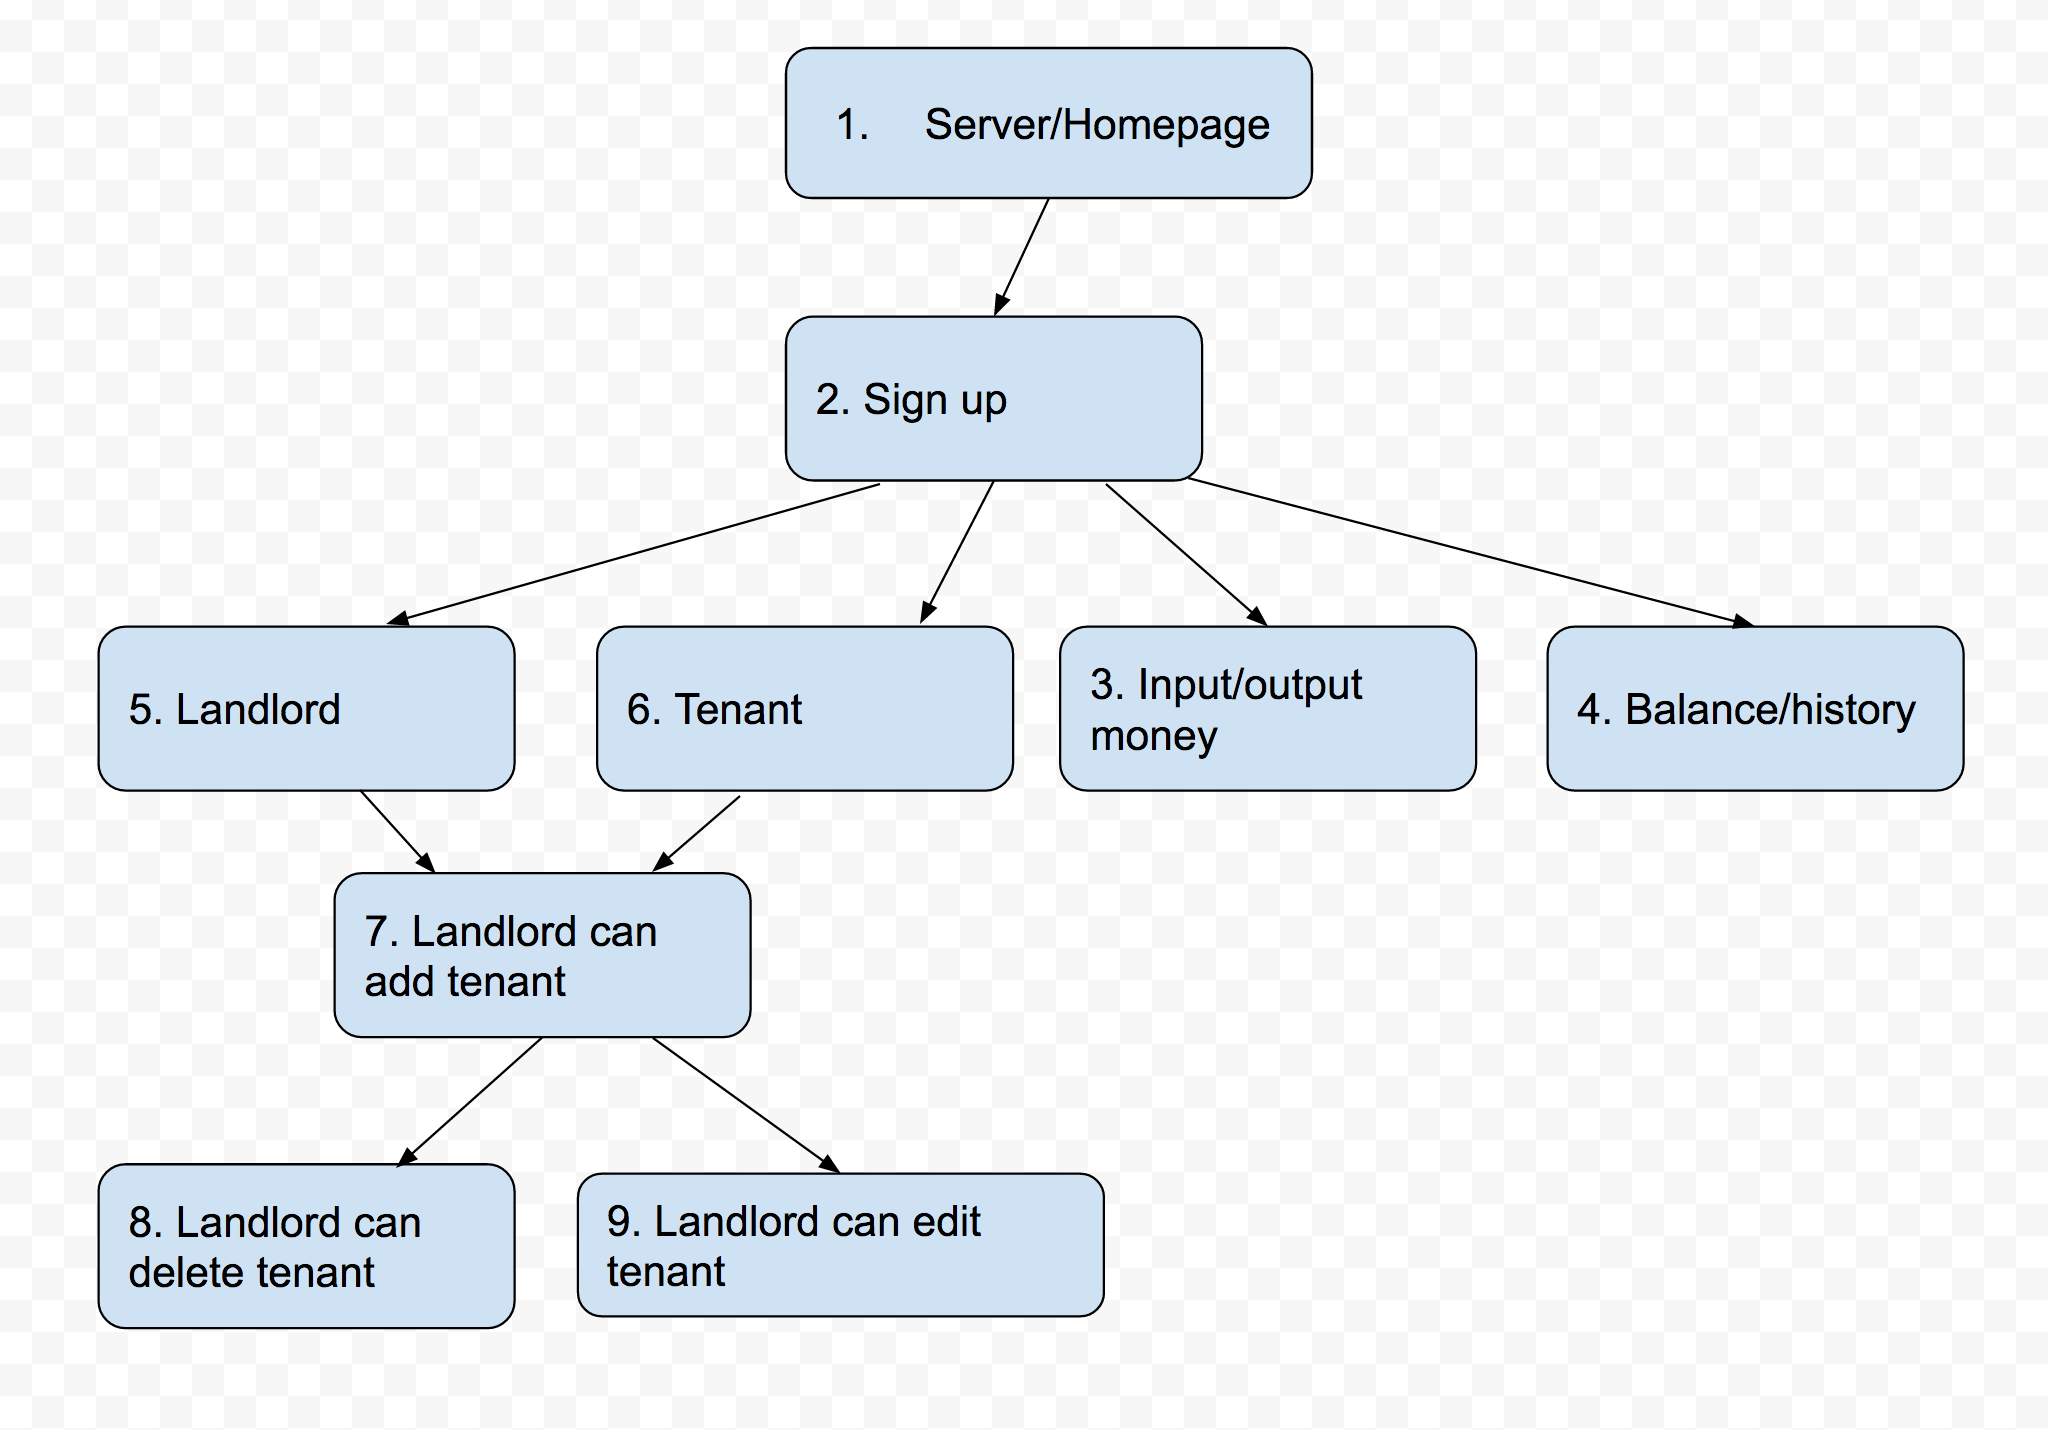 1. Server/Homepage
2. Sign up
5. Landlord
6. Tenant
3. Input/output
money
4. Balance/history
7. Landlord can
add tenant
8. Landlord can
delete tenant
9. Landlord can edit
tenant